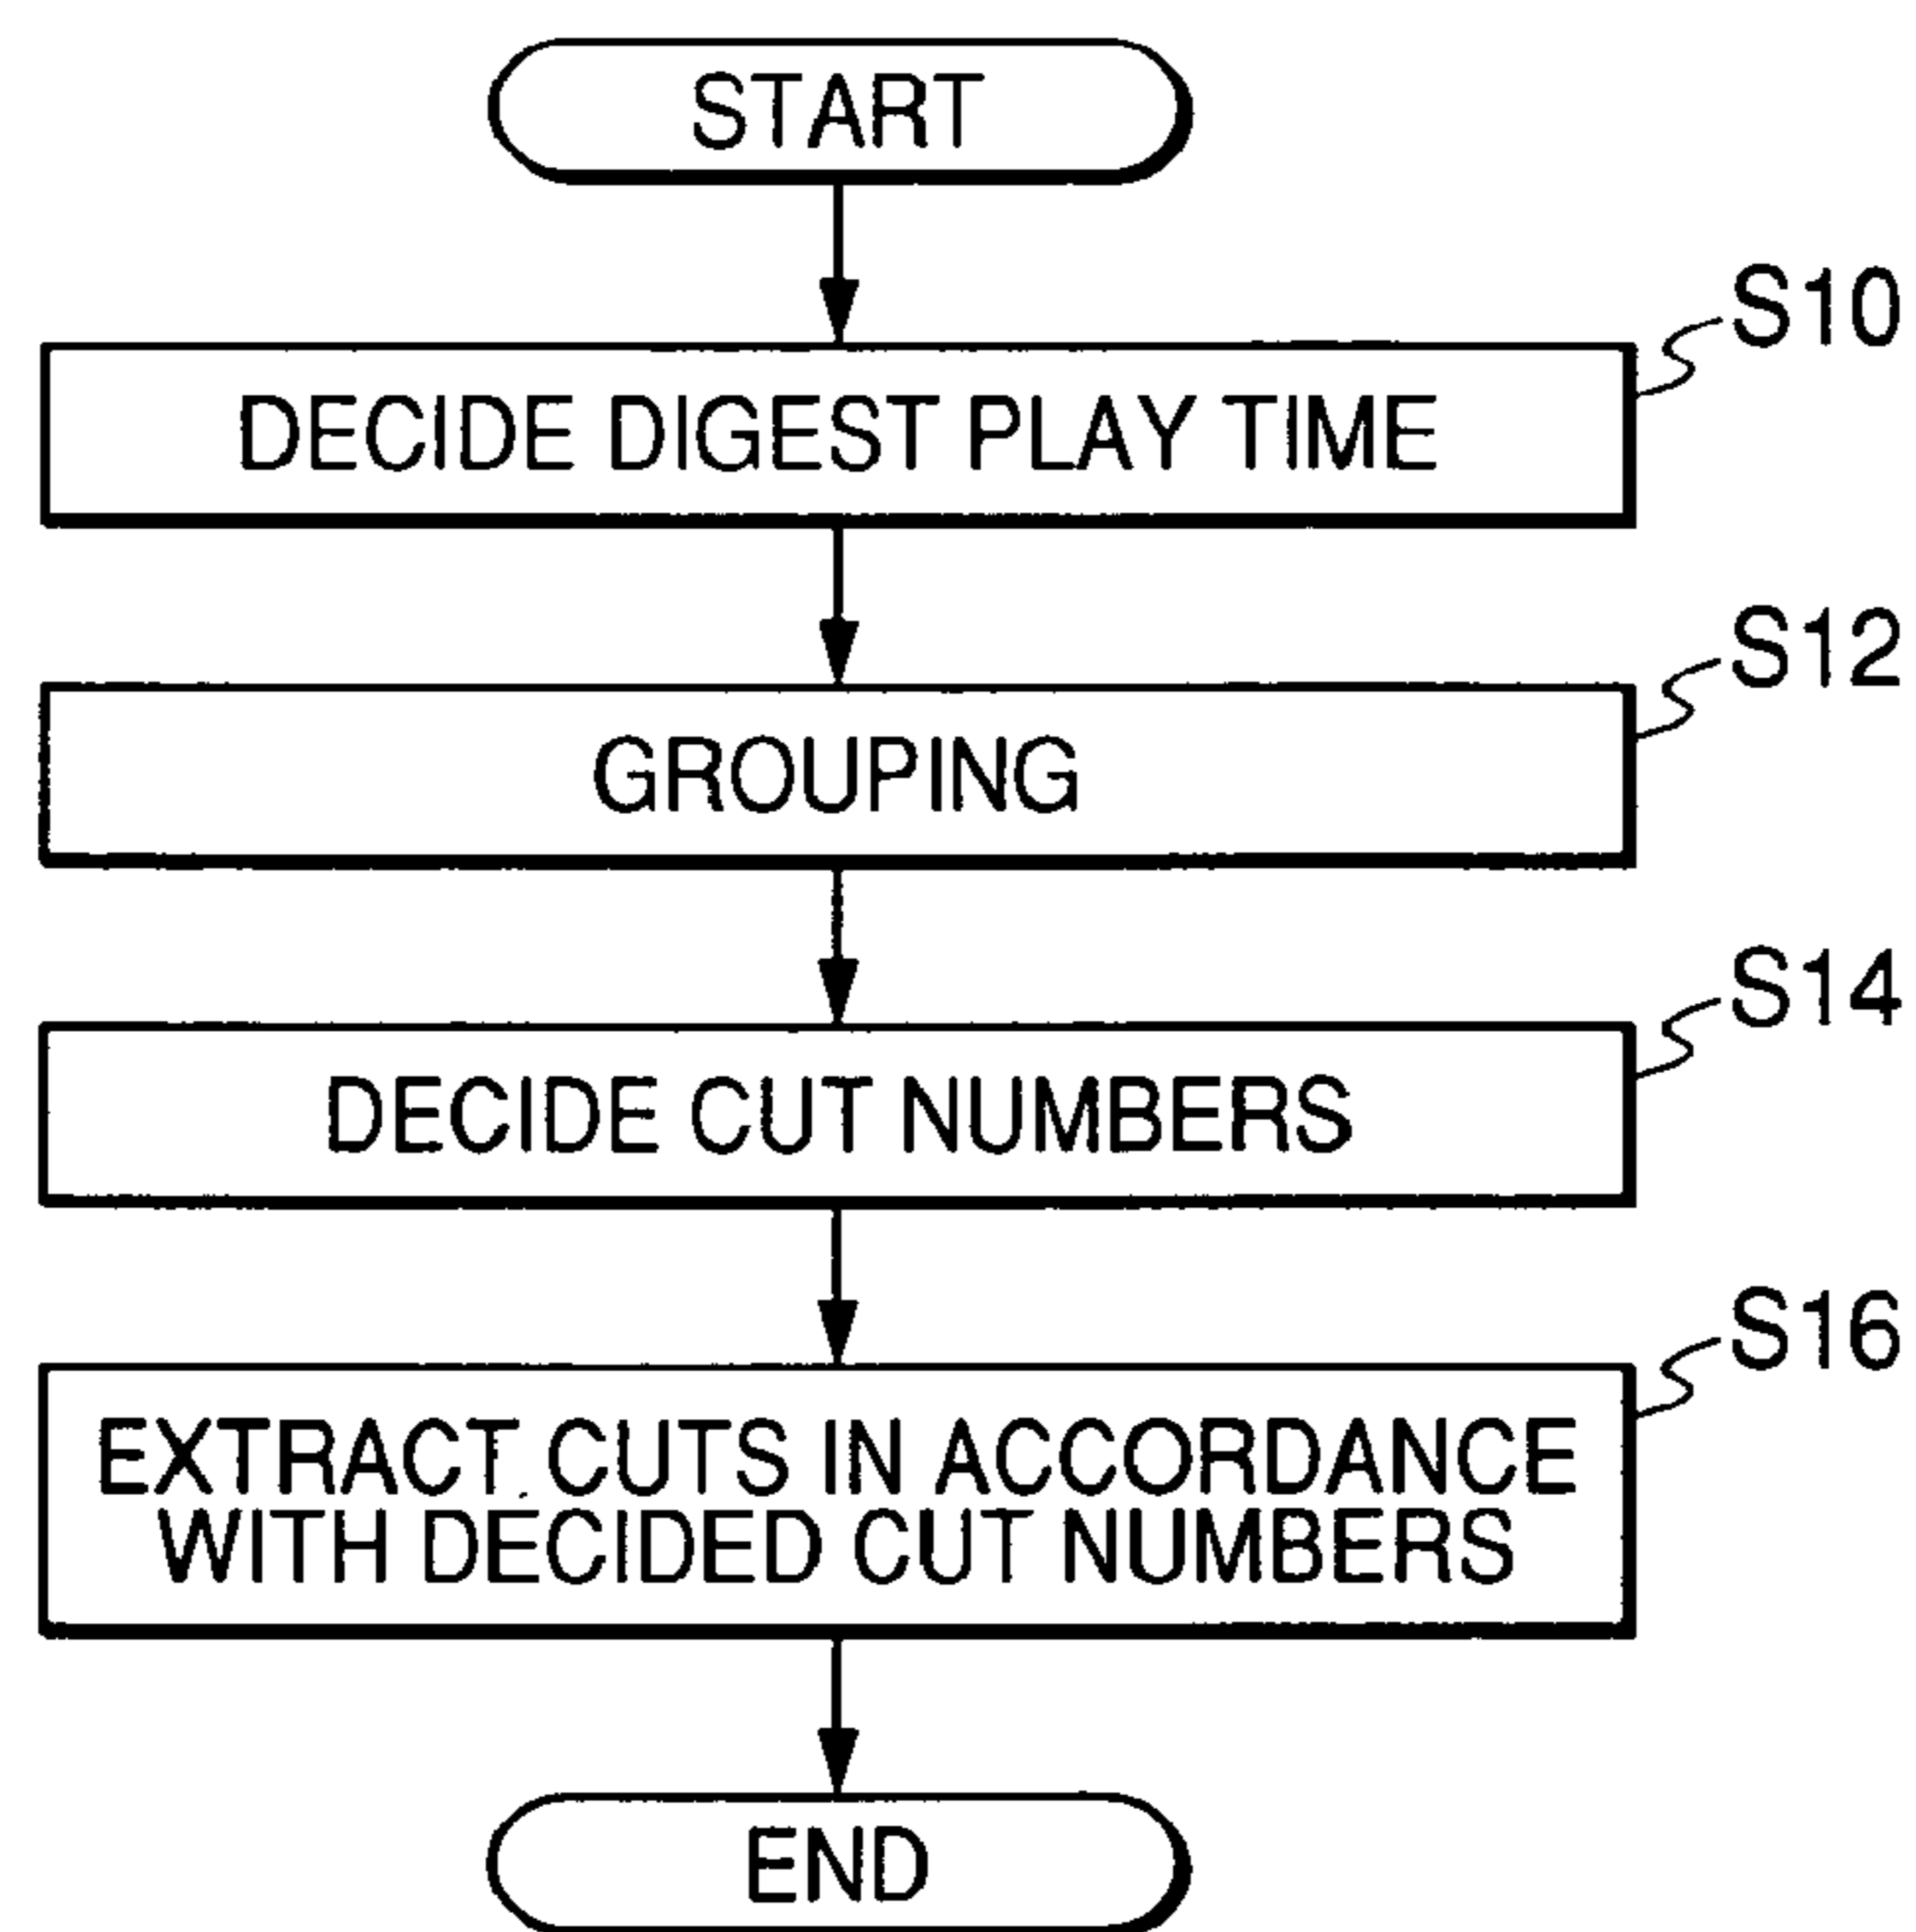 START
S10
DECIDE DIGEST PLAY TIME
S12
GROUPING
S14
DECIDE CUT NUMBERS
S16
EXTRACT CUTS IN ACCORDANCE
WITH DECIDED CUT NUMBERS
END